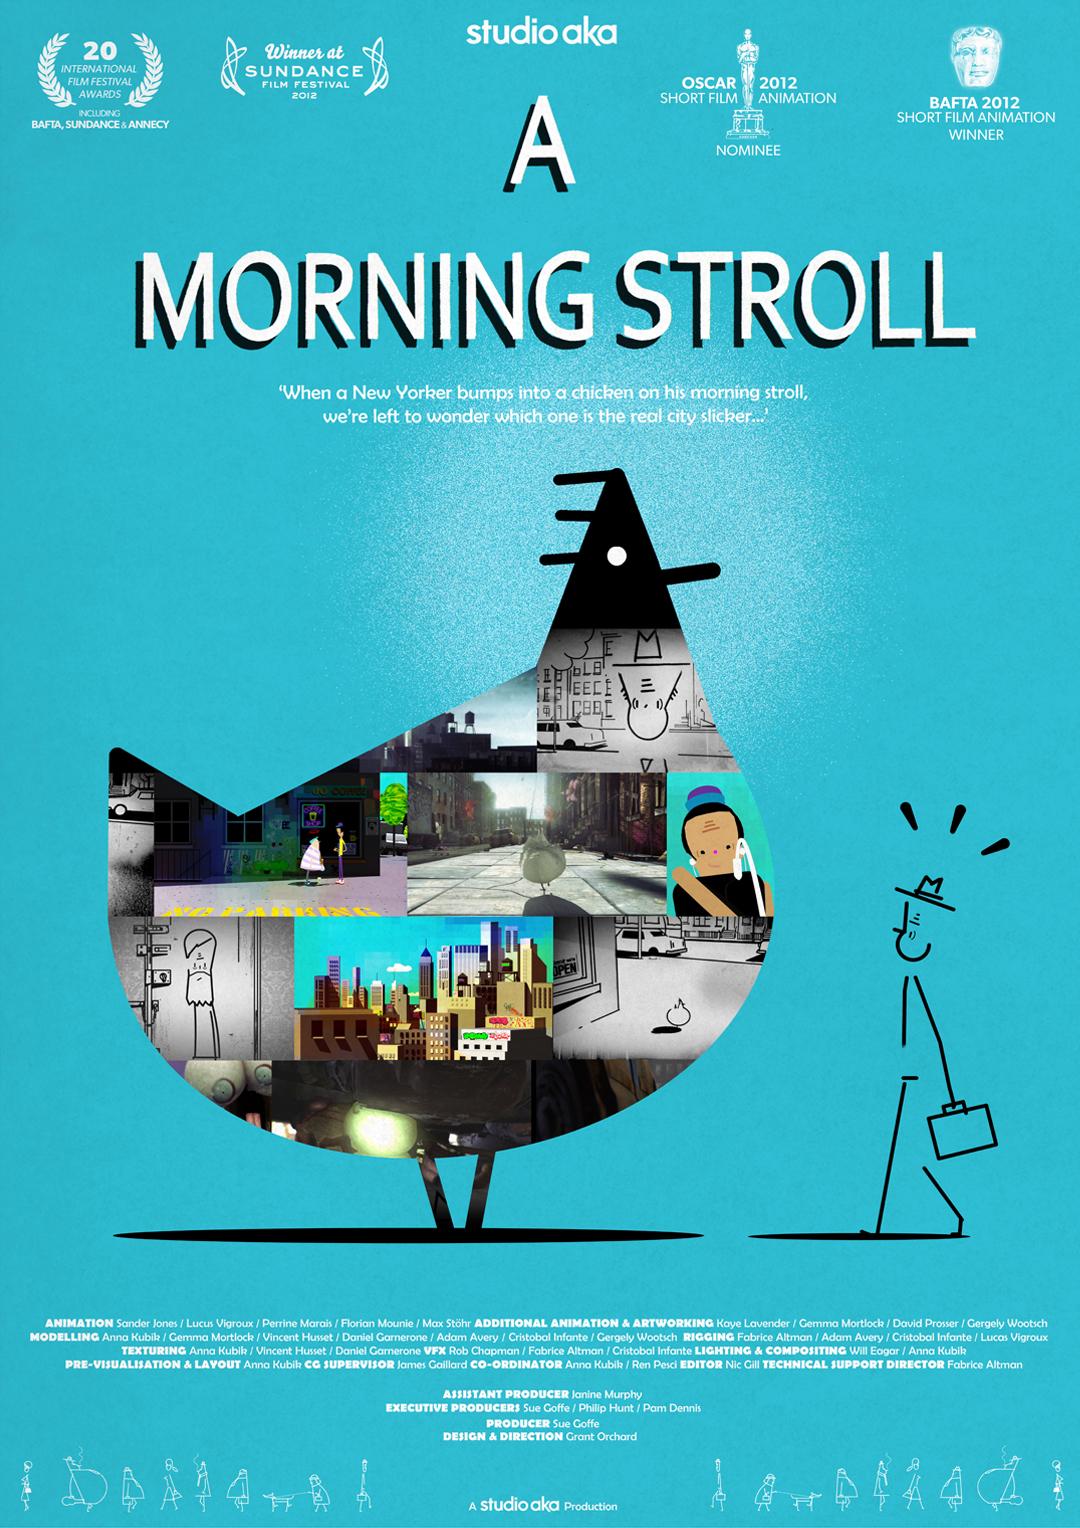 studio aka
20
INTERNATIONAL
FILM FESTIVAL
AWARDS
INCLUDING
BAFTA, SUNDANCE & ANNECY
Winner at
SUNDANCE
FILM FESTIVAL
2012
OSCAR 2012
SHORT FILM ANIMATION
NOMINEE
BAFTA 2012
SHORT FILM ANIMATION
WINNER
A
MORNING STROLL
‘When a New Yorker bumps into a chicken on his morning stroll,
we're left to wonder which one is the real city slicker...’
M
COFFEE
SHOP
NO PARKING
OPEN
M
ANIMATION Sander Jones / Lucus Vigroux / Perrine Marais / Florian Mounie / Max Stöhr ADDITIONAL ANIMATION & ARTWORKING Kaye Lavender / Gemma Mortlock / David Prosser / Gergely Wootsch
MODELLING Anna Kubik / Gemma Mortlock / Vincent Husset / Daniel Garnerone / Adam Avery / Cristobal Infante / Gergely Wootsch RIGGING Fabrice Altman / Adam Avery / Cristobal Infante / Lucas Vigroux
TEXTURING Anna Kubik / Vincent Husset / Daniel Garnerone VFX Rob Chapman / Fabrice Altman / Cristobal Infante LIGHTING & COMPOSITING Will Eagar / Anna Kubik
PRE-VISUALISATION & LAYOUT Anna Kubik CG SUPERVISOR James Gaillard CO-ORDINATOR Anna Kubik / Ren Pesci EDITOR Nic Gill TECHNICAL SUPPORT DIRECTOR Fabrice Altman
ASSISTANT PRODUCER Janine Murphy
EXECUTIVE PRODUCERS Sue Goffe / Philip Hunt / Pam Dennis
PRODUCER Sue Goffe
DESIGN & DIRECTION Grant Orchard
A studio aka Production